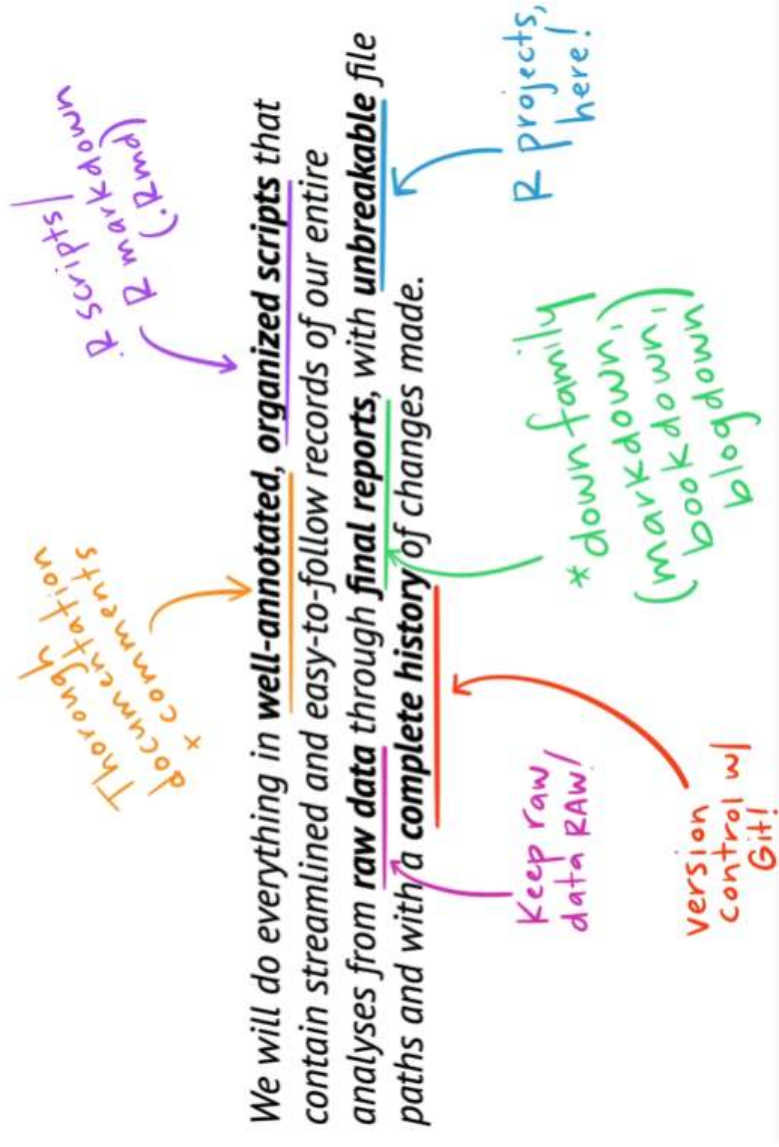 Thorough
documentation
+ comments
R scripts/
R markdown
(.Rmd)
We will do everything in well-annotated, organized scripts that
contain streamlined and easy-to-follow records of our entire
analyses from raw data through final reports, with unbreakable file
paths and with a complete history of changes made.
Keep raw
data RAW!
version
control w/
Git!
*down family
(markdown,
bookdown,
blogdown)
R projects,
here!